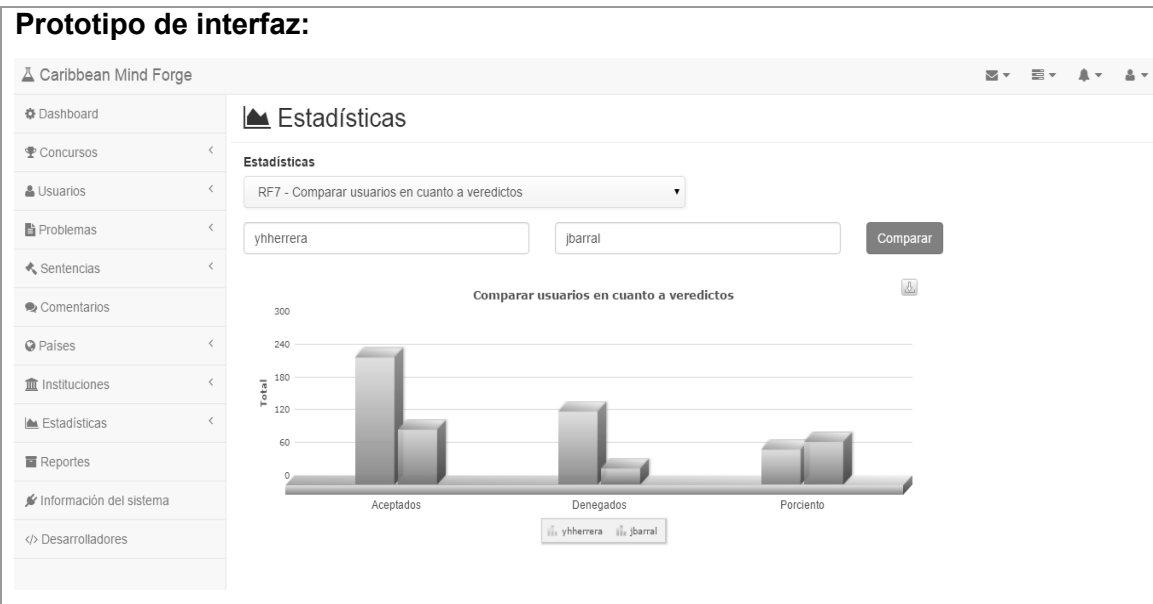 Prototipo de interfaz:
Caribbean Mind Forge
Dashboard
Concursos
Usuarios
Problemas
Sentencias
Comentarios
Países
Instituciones
Estadísticas
Reportes
Información del sistema
</> Desarrolladores
Estadísticas
Estadísticas
RF7 - Comparar usuarios en cuanto a veredictos
yhherrera jbarral Comparar
Comparar usuarios en cuanto a veredictos
300
240
180
120
60
0
Total
Aceptados Denegados Porciento
yhherrera jbarral